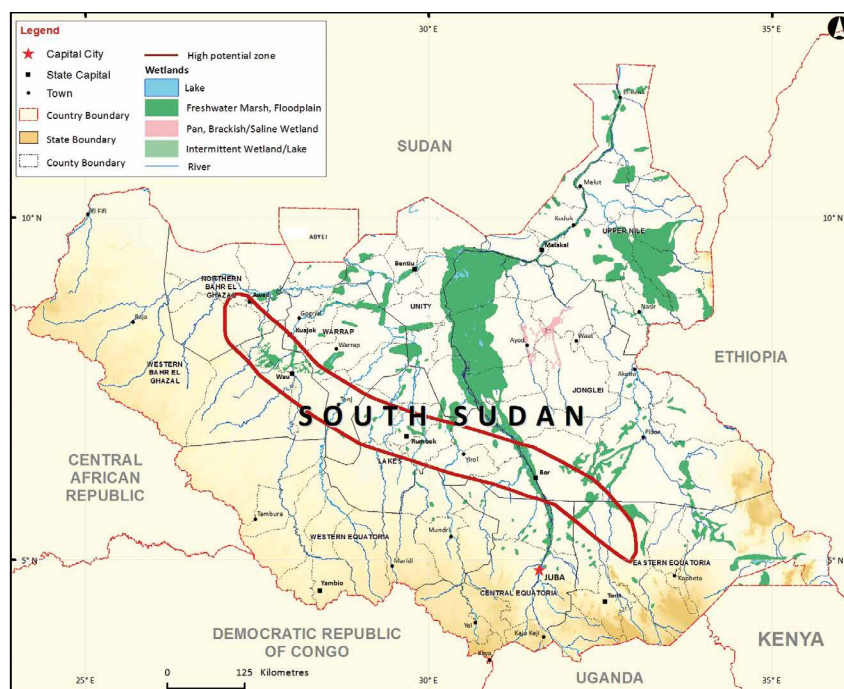 Legend
Capital City
State Capital
Town
Country Boundary
State Boundary
County Boundary
High potential zone
Wetlands
Lake
Freshwater Marsh, Floodplain
Pan, Brackish/Saline Wetland
Intermittent Wetland/Lake
River
30°E
35°E
SUDAN
El Renk
Melut
10° N
10°N
El Fifi
Kodok
UPPER NILE
ABYEI
Malakal
Bentiu
NORTHERN
BAHR EL
GHAZAL
Aweil
Nasir
Gogrial
UNITY
Raja
Kuajok
WARRAP
Warrap
Ayod
Waat
ETHIOPIA
WESTERN
BAHR EL
GHAZAL
Wau
Akobo
JONGLEI
Tonj
SOUTH SUDAN
Rumbek
Pibor
CENTRAL
AFRICAN
REPUBLIC
LAKES
Yirol
Bor
Tambura
WESTERN EQUATORIA
Mundri
5° N
5°N
Maridi
EASTERN EQUATORIA
JUBA
Kapoeta
Yambio
CENTRAL EQUATORIA
Torit
Yei
Kajo Keji
DEMOCRATIC REPUBLIC
OF CONGO
KENYA
Kaya
UGANDA
25°E
30°E
35°E
0
125 Kilometres